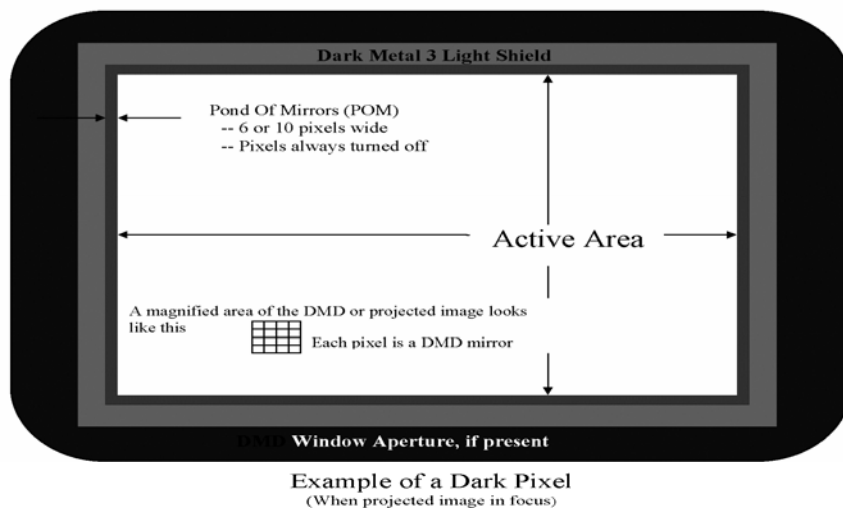 Dark Metal 3 Light Shield
Pond Of Mirrors (POM)
-- 6 or 10 pixels wide
-- Pixels always turned off
Active Area
A magnified area of the DMD or projected image looks
like this
Each pixel is a DMD mirror
DMD Window Aperture, if present
Example of a Dark Pixel
(When projected image in focus)